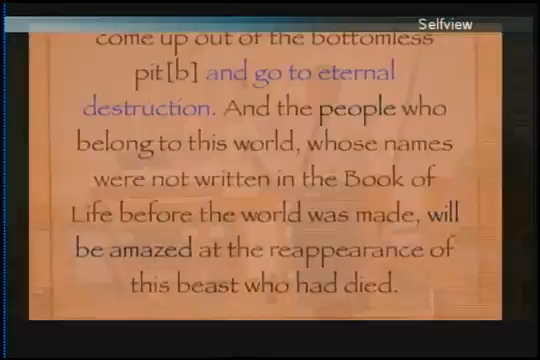 Selfview
come up out of the bottomless
pit[b] and go to eternal
destruction. And the people who
belong to this world, whose names
were not written in the Book of
Life before the world was made, will
be amazed at the reappearance of
this beast who had died.